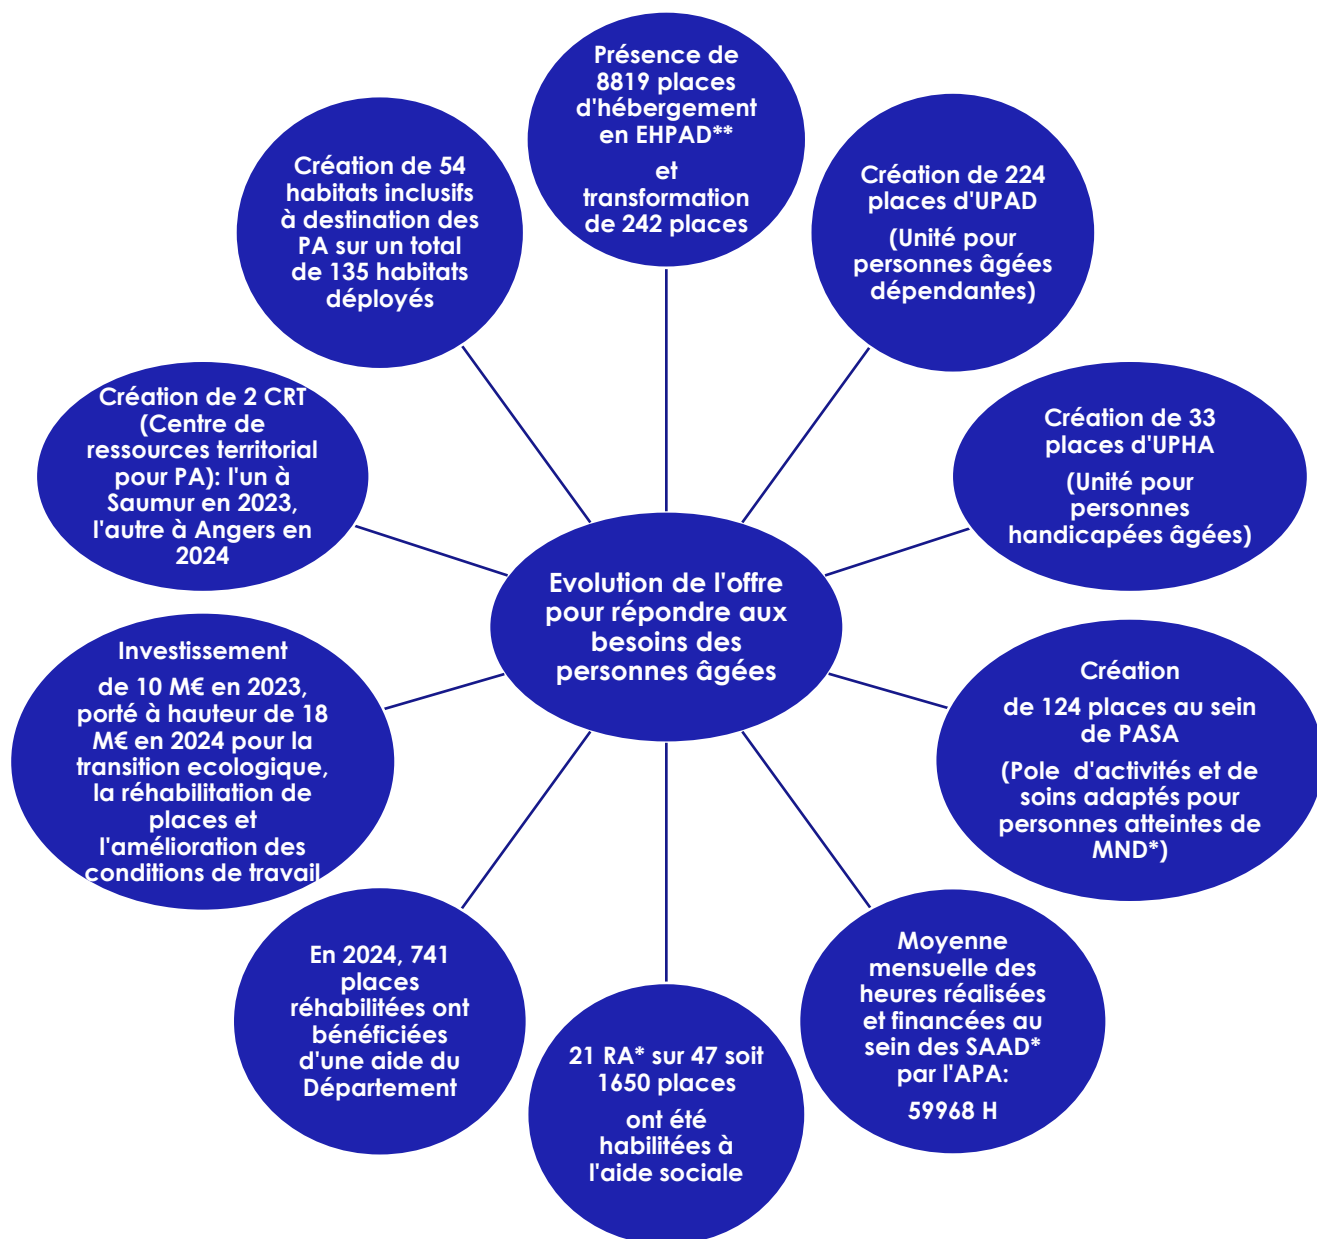 Présence de
8819 places
d'hébergement
en EHPAD**
et
transformation
de 242 places
Création de 224
places d'UPAD
(Unité pour
personnes âgées
dépendantes)
Création de 33
places d'UPHA
(Unité pour
personnes
handicapées âgées)
Création
de 124 places au sein
de PASA
(Pole d'activités et de
soins adaptés pour
personnes atteintes de
MND*)
Moyenne
mensuelle des
heures réalisées
et financées au
sein des SAAD*
par l'APA:
59968 H
21 RA* sur 47 soit
1650 places
ont été
habilitées à
l'aide sociale
En 2024, 741
places
réhabilitées ont
bénéficiées
d'une aide du
Département
Investissement
de 10 M€ en 2023,
porté à hauteur de 18
M€ en 2024 pour la
transition ecologique,
la réhabilitation de
places et
l'amélioration des
conditions de travail
Création de 2 CRT
(Centre de
ressources territorial
pour PA): l'un à
Saumur en 2023,
l'autre à Angers en
2024
Création de 54
habitats inclusifs
à destination des
PA sur un total
de 135 habitats
déployés
Evolution de l'offre
pour répondre aux
besoins des
personnes âgées